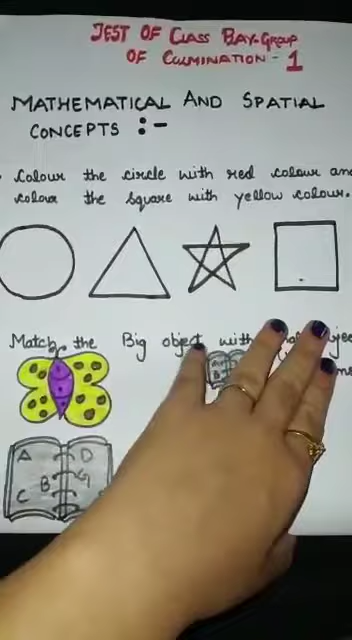 TEST OF CLASS BAY-GROUP
OF CULMINATION - 1
MATHEMATICAL AND SPATIAL
CONCEPTS :-
Colour the circle with red colour and
colour the square with yellow colour.
Match the Big object with
A D
B G
C